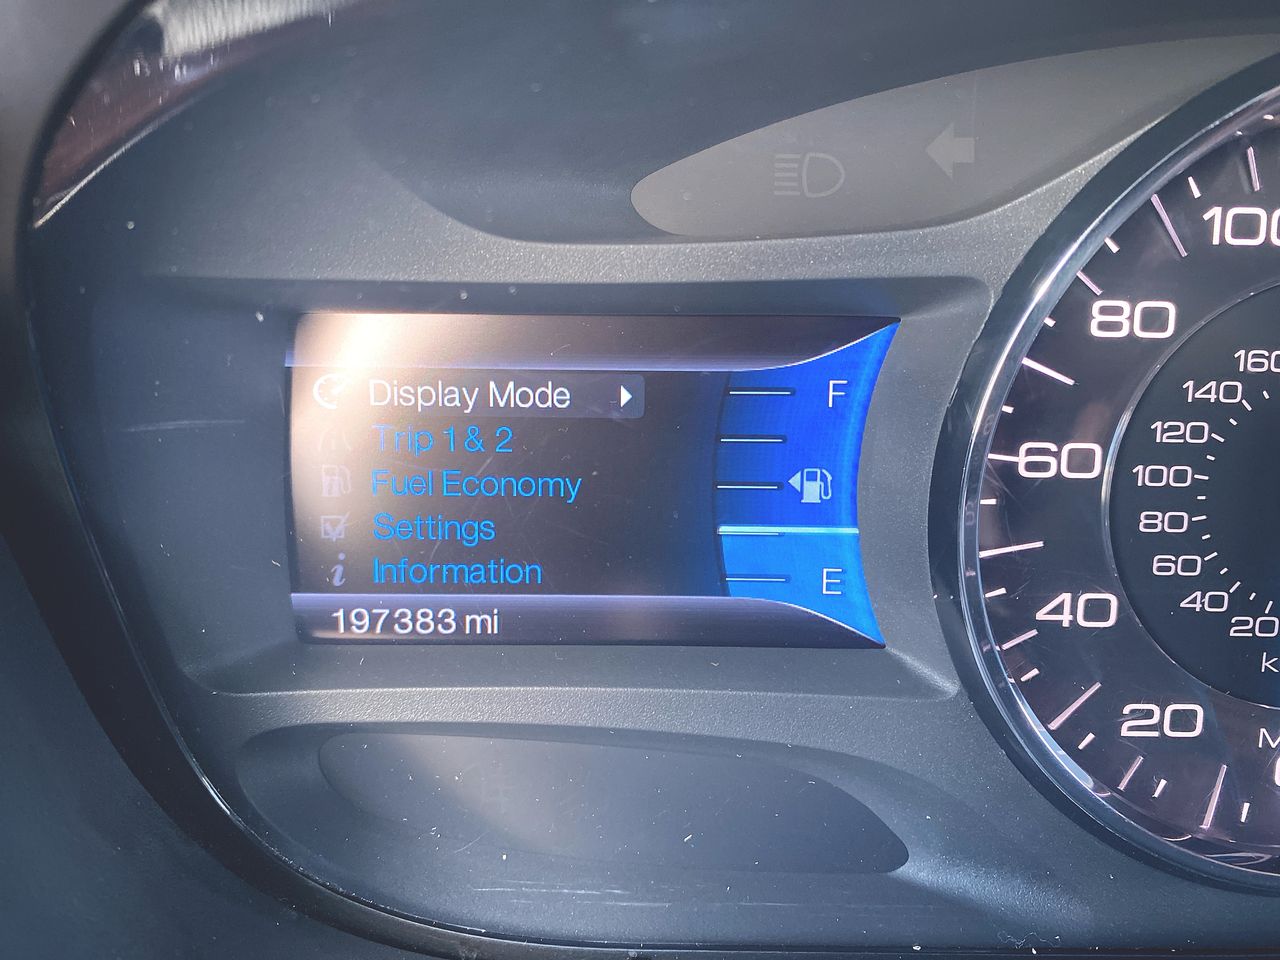 Display Mode
Trip 1 & 2
Fuel Economy
Settings
Information
197383 mi
F
E
100
80
60
40
20
160
140
120
100
80
60
40
20